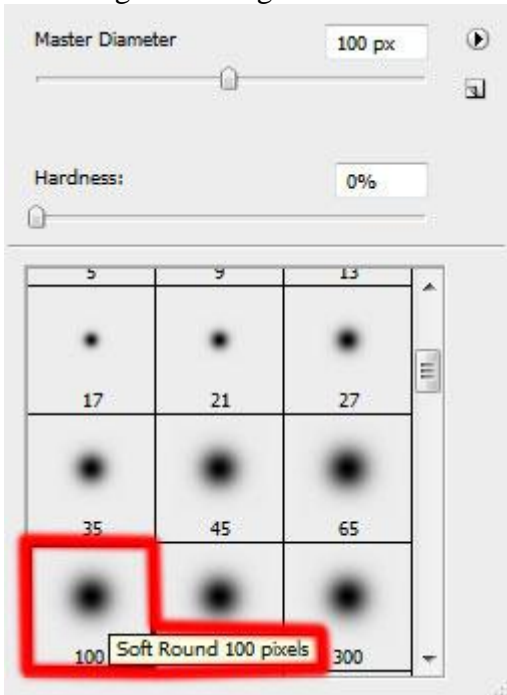 Master Diameter 100 px
Hardness: 0%
5 9 13
17 21 27
35 45 65
100 Soft Round 100 pixels 300